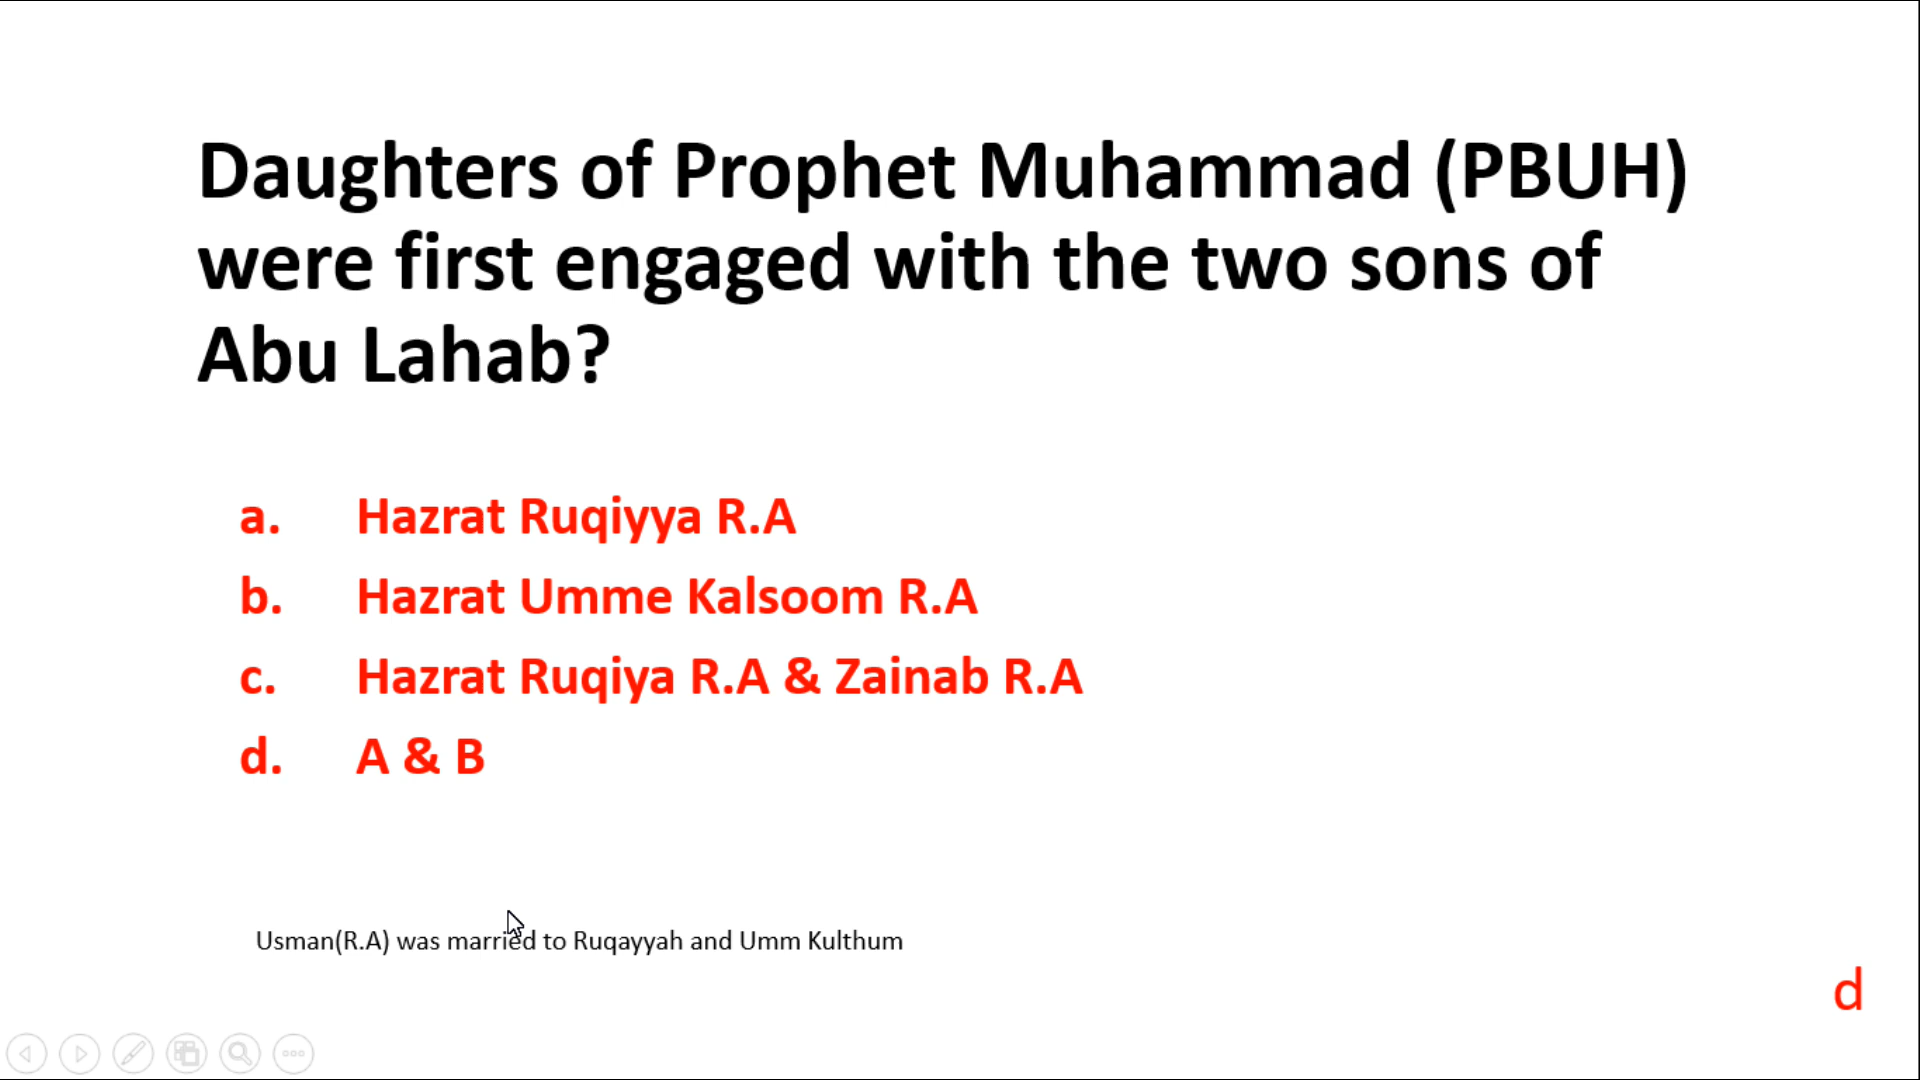 Daughters of Prophet Muhammad (PBUH)
were first engaged with the two sons of
Abu Lahab?
a. Hazrat Ruqiyya R.A
b. Hazrat Umme Kalsoom R.A
c. Hazrat Ruqiya R.A & Zainab R.A
d. A & B
Usman(R.A) was married to Ruqayyah and Umm Kulthum
d